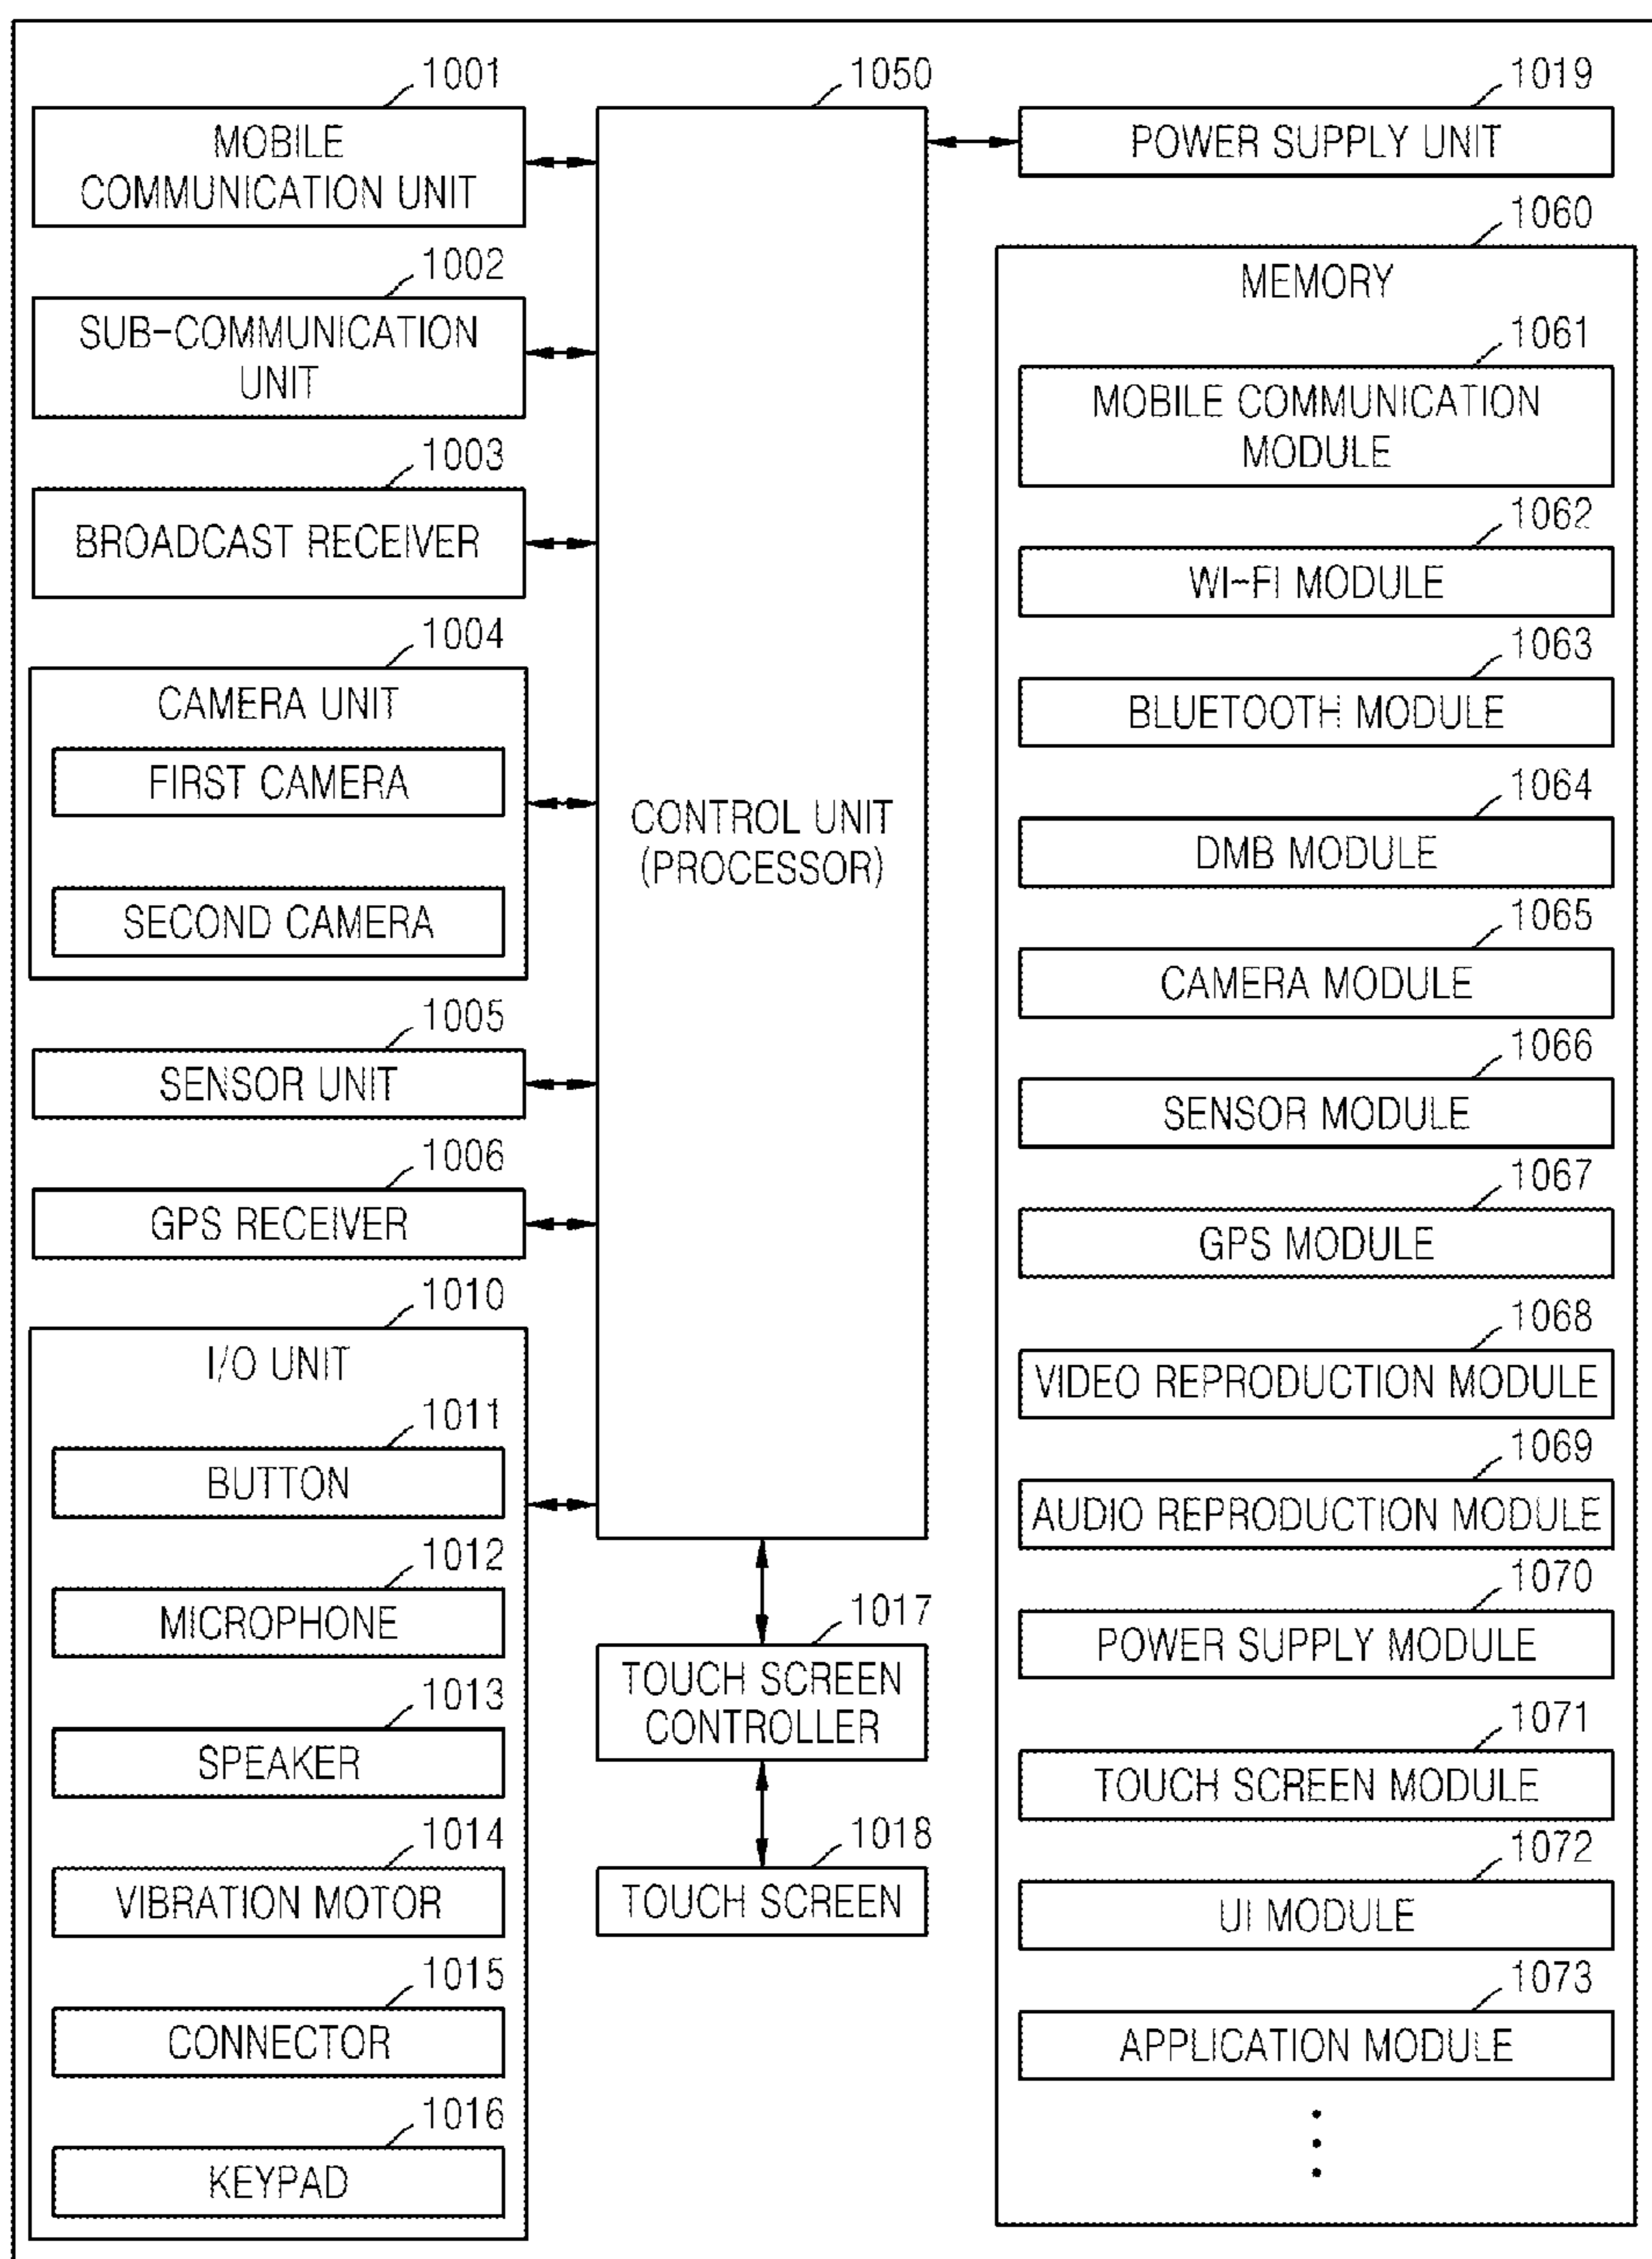 1001
MOBILE
COMMUNICATION UNIT
1002
SUB-COMMUNICATION
UNIT
1003
BROADCAST RECEIVER
1004
CAMERA UNIT
FIRST CAMERA
SECOND CAMERA
1005
SENSOR UNIT
1006
GPS RECEIVER
1010
I/O UNIT
1011
BUTTON
1012
MICROPHONE
1013
SPEAKER
1014
VIBRATION MOTOR
1015
CONNECTOR
1016
KEYPAD
1050
CONTROL UNIT
(PROCESSOR)
1017
TOUCH SCREEN
CONTROLLER
1018
TOUCH SCREEN
1019
POWER SUPPLY UNIT
1060
MEMORY
1061
MOBILE COMMUNICATION
MODULE
1062
WI-FI MODULE
1063
BLUETOOTH MODULE
1064
DMB MODULE
1065
CAMERA MODULE
1066
SENSOR MODULE
1067
GPS MODULE
1068
VIDEO REPRODUCTION MODULE
1069
AUDIO REPRODUCTION MODULE
1070
POWER SUPPLY MODULE
1071
TOUCH SCREEN MODULE
1072
UI MODULE
1073
APPLICATION MODULE